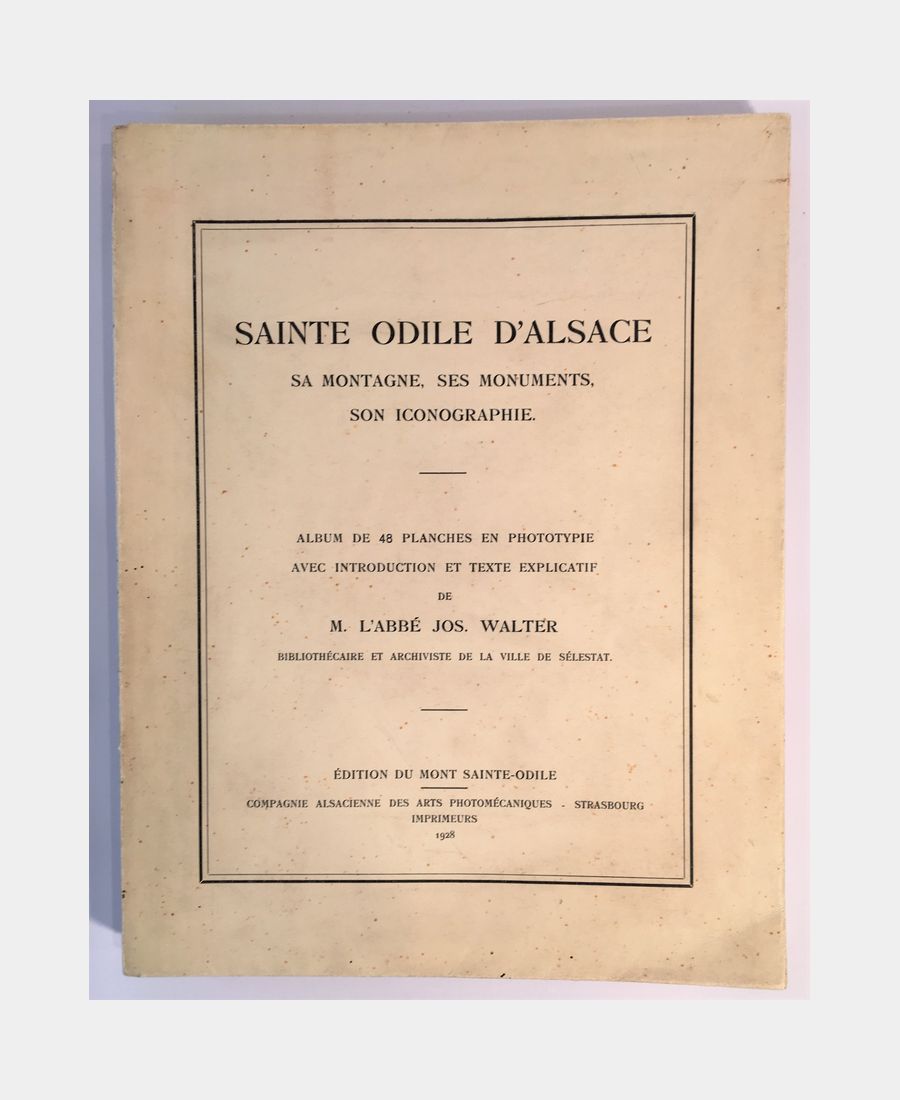 SAINTE ODILE D'ALSACE
SA MONTAGNE, SES MONUMENTS,
SON ICONOGRAPHIE.
ALBUM DE 48 PLANCHES EN PHOTOTYPIE
AVEC INTRODUCTION ET TEXTE EXPLICATIF
DE
M. L'ABBÉ JOS. WALTER
BIBLIOTHÉCAIRE ET ARCHIVISTE DE LA VILLE DE SÉLESTAT.
ÉDITION DU MONT SAINTE-ODILE
COMPAGNIE ALSACIENNE DES ARTS PHOTOMÉCANIQUES - STRASBOURG
IMPRIMEURS
1928